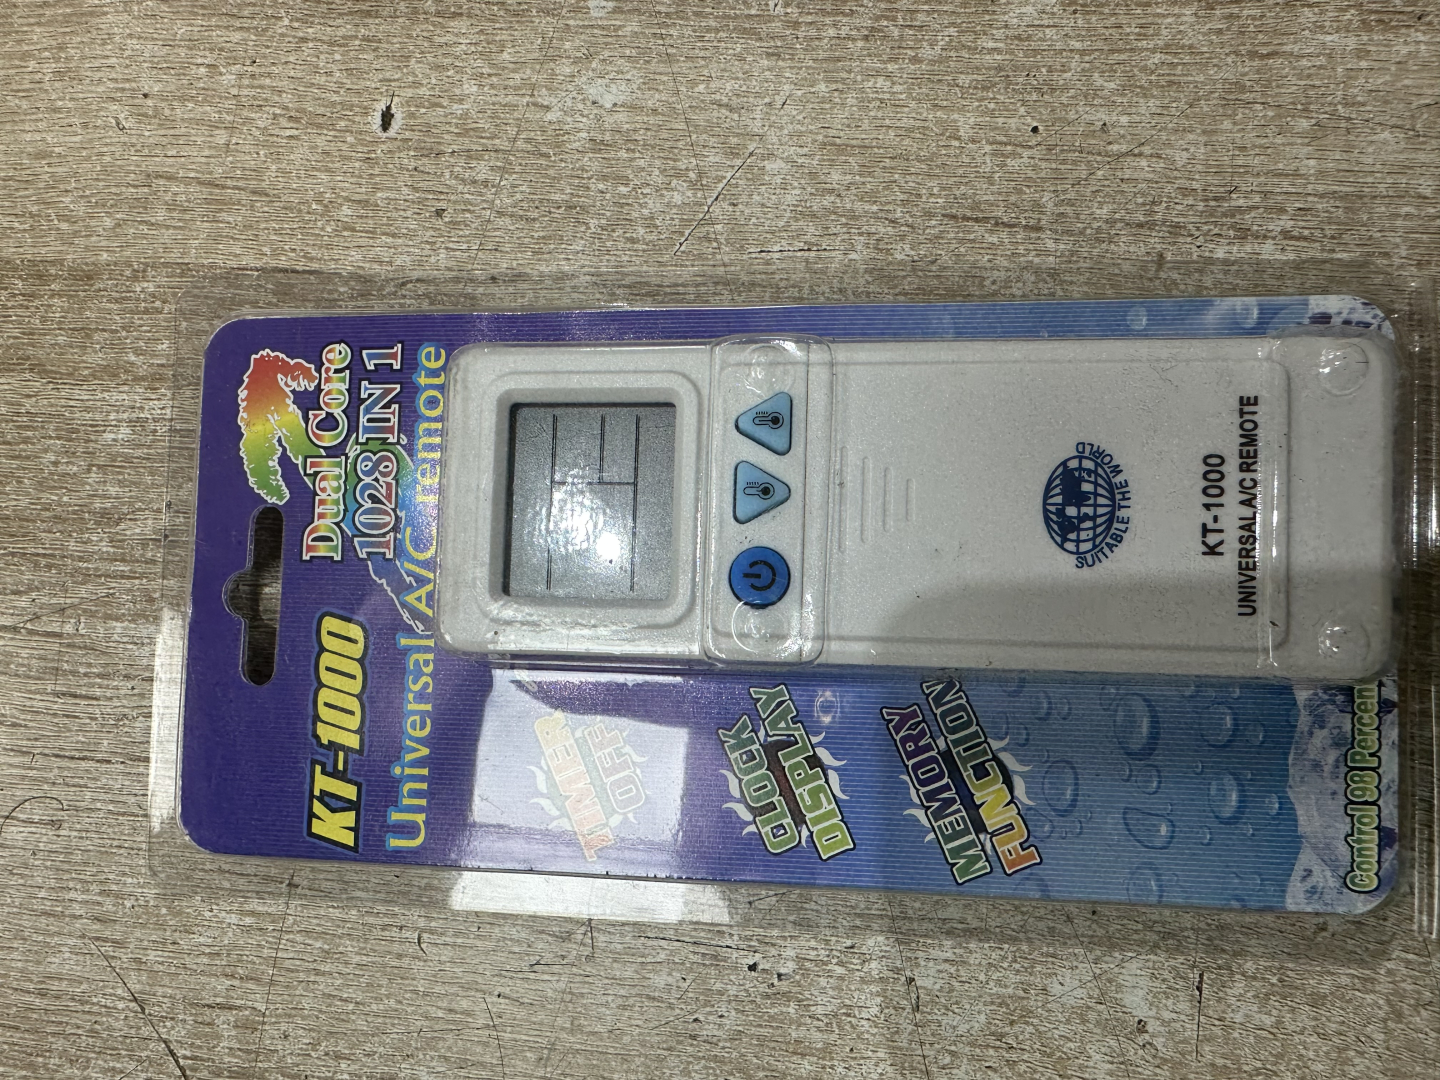 KT-1000
Dual Core
1028 IN 1
Universal A/C remote
TIMER
OFF
CLOCK
DISPLAY
MEMORY
FUNCTION
SUITABLE THE WORLD
KT-1000
UNIVERSAL A/C REMOTE
Control 98 Percen